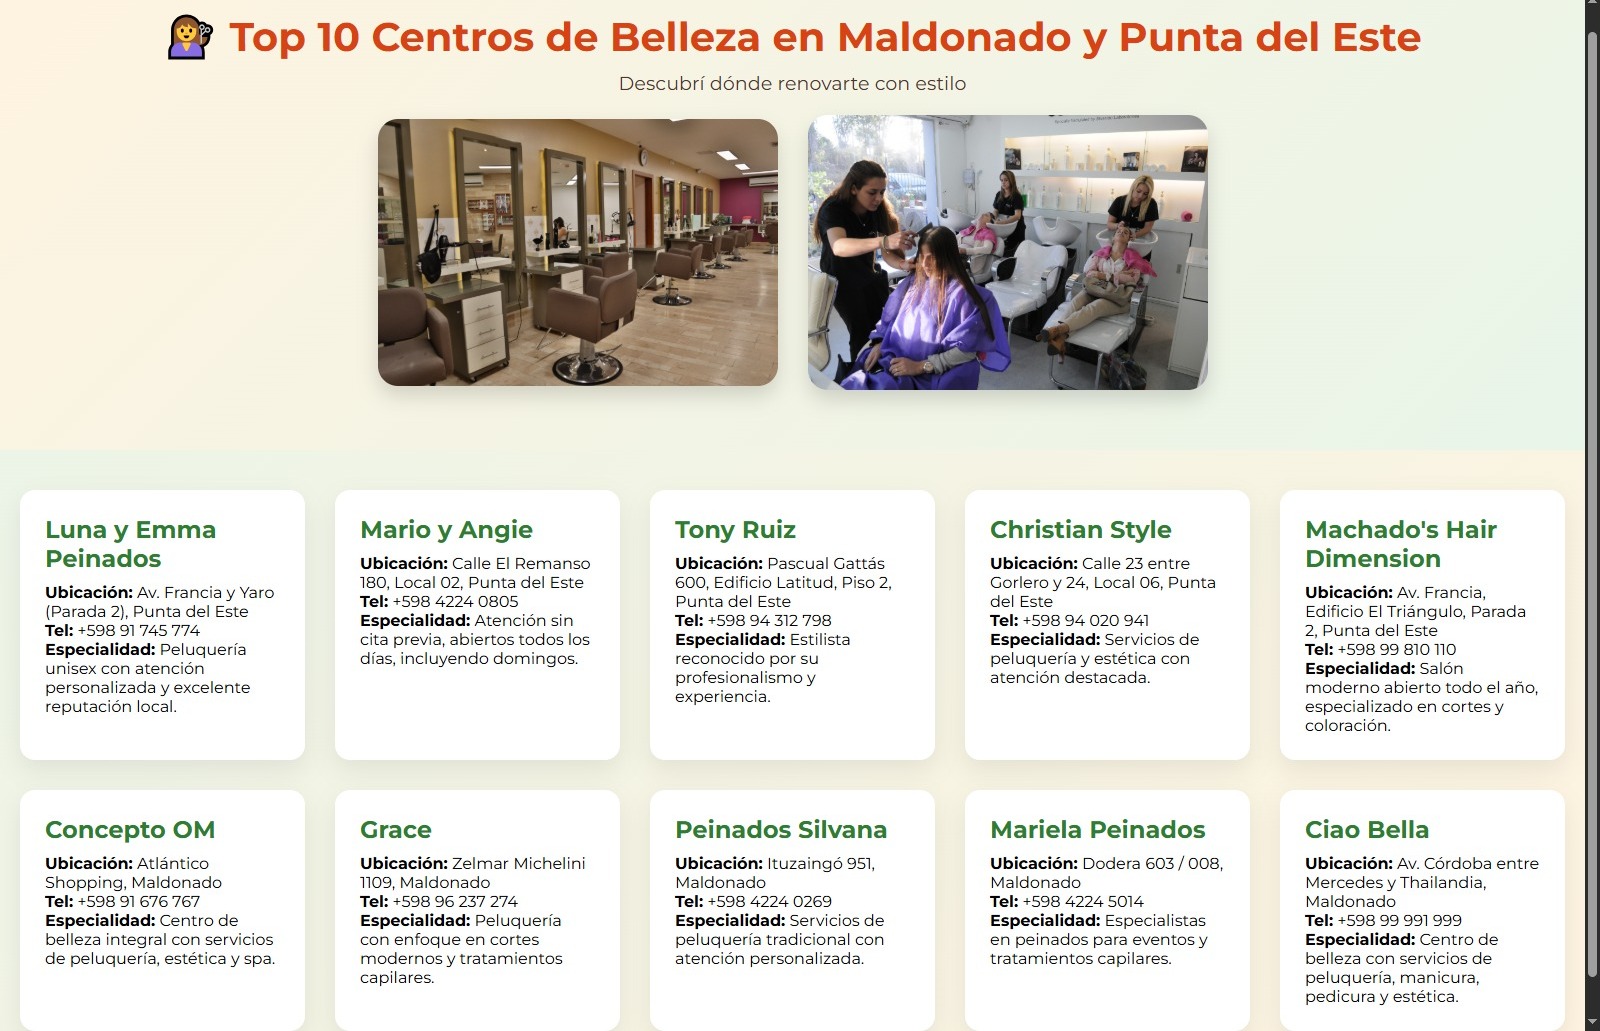 Top 10 Centros de Belleza en Maldonado y Punta del Este
Descubrí dónde renovarte con estilo
Luna y Emma
Peinados
Ubicación: Av. Francia y Yaro
(Parada 2), Punta del Este
Tel: +598 91 745 774
Especialidad: Peluquería
unisex con atención
personalizada y excelente
reputación local.
Mario y Angie
Ubicación: Calle El Remanso
180, Local 02, Punta del Este
Tel: +598 4224 0805
Especialidad: Atención sin
cita previa, abiertos todos los
días, incluyendo domingos.
Tony Ruiz
Ubicación: Pascual Gattás
600, Edificio Latitud, Piso 2,
Punta del Este
Tel: +598 94 312 798
Especialidad: Estilista
reconocido por su
profesionalismo y
experiencia.
Christian Style
Ubicación: Calle 23 entre
Gorlero y 24, Local 06, Punta
del Este
Tel: +598 94 020 941
Especialidad: Servicios de
peluquería y estética con
atención destacada.
Machado's Hair
Dimension
Ubicación: Av. Francia,
Edificio El Triángulo, Parada
2, Punta del Este
Tel: +598 99 810 110
Especialidad: Salón
moderno abierto todo el año,
especializado en cortes y
coloración.
Concepto OM
Ubicación: Atlántico
Shopping, Maldonado
Tel: +598 91 676 767
Especialidad: Centro de
belleza integral con servicios
de peluquería, estética y spa.
Grace
Ubicación: Zelmar Michelini
1109, Maldonado
Tel: +598 96 237 274
Especialidad: Peluquería
con enfoque en cortes
modernos y tratamientos
capilares.
Peinados Silvana
Ubicación: Ituzaingó 951,
Maldonado
Tel: +598 4224 0269
Especialidad: Servicios de
peluquería tradicional con
atención personalizada.
Mariela Peinados
Ubicación: Dodera 603 / 008,
Maldonado
Tel: +598 4224 5014
Especialidad: Especialistas
en peinados para eventos y
tratamientos capilares.
Ciao Bella
Ubicación: Av. Córdoba entre
Mercedes y Thailandia,
Maldonado
Tel: +598 99 991 999
Especialidad: Centro de
belleza con servicios de
peluquería, manicura,
pedicura y estética.